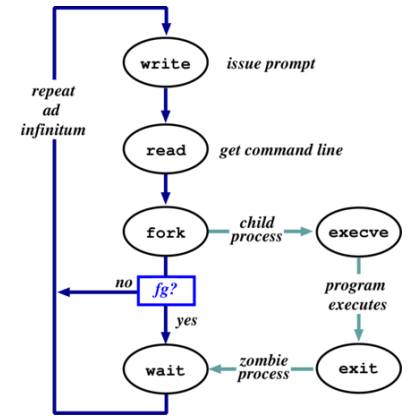 write
issue prompt
repeat
ad
infinitum
read
get command line
fork
child
process
execve
no
fg?
yes
program
executes
wait
zombie
process
exit